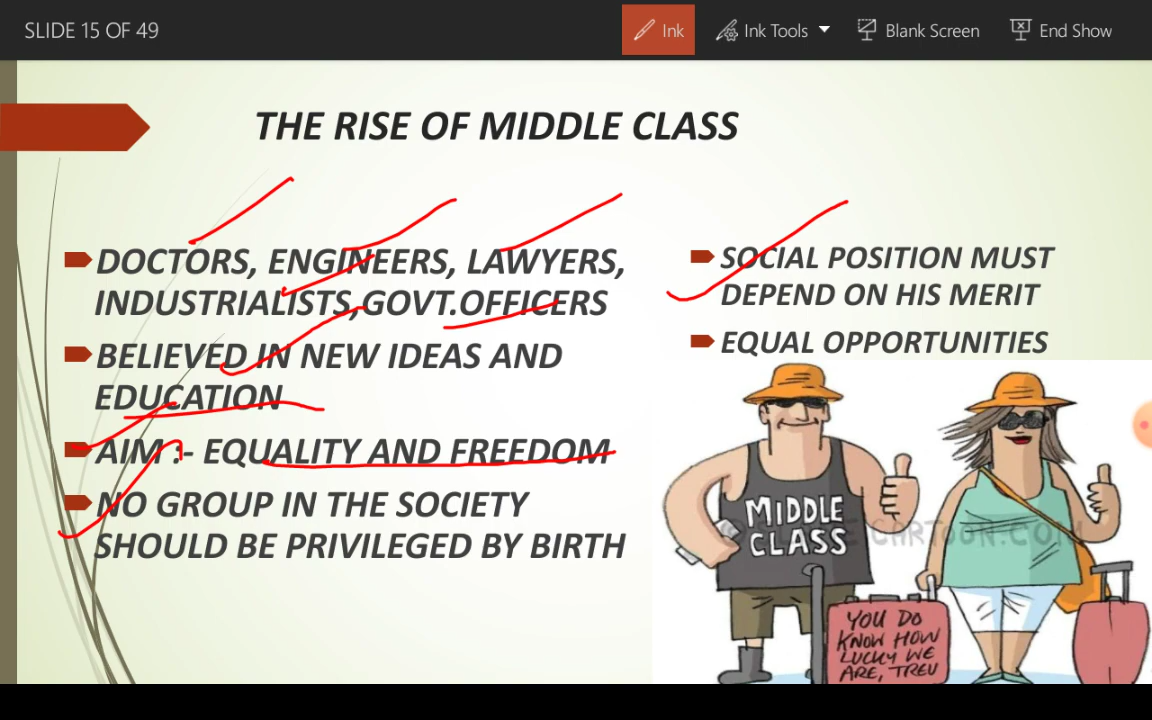 SLIDE 15 OF 49
Ink
Ink Tools
Blank Screen
End Show
THE RISE OF MIDDLE CLASS
DOCTORS, ENGINEERS, LAWYERS,
INDUSTRIALISTS,GOVT.OFFICERS
BELIEVED IN NEW IDEAS AND
EDUCATION
AIM :- EQUALITY AND FREEDOM
NO GROUP IN THE SOCIETY
SHOULD BE PRIVILEGED BY BIRTH
SOCIAL POSITION MUST
DEPEND ON HIS MERIT
EQUAL OPPORTUNITIES
MIDDLE
CLASS
YOU DO
KNOW HOW
LUCKY WE
ARE, TREV